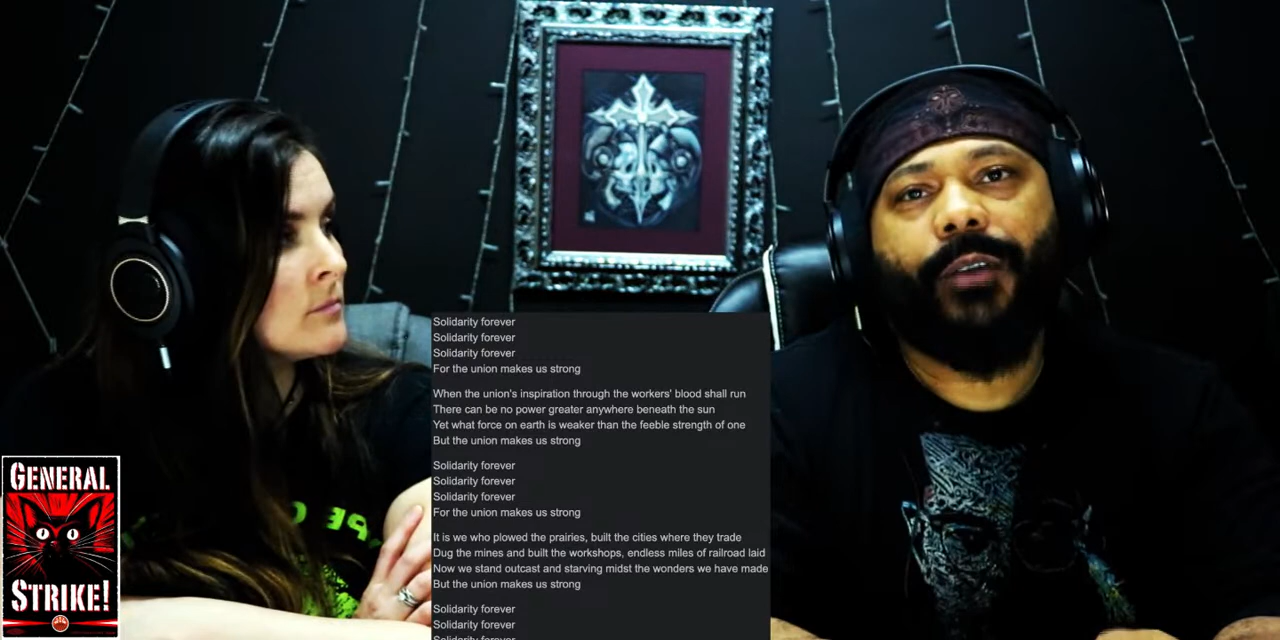 Solidarity forever
Solidarity forever
Solidarity forever
For the union makes us strong
When the union's inspiration through the workers' blood shall run
There can be no power greater anywhere beneath the sun
Yet what force on earth is weaker than the feeble strength of one
But the union makes us strong
Solidarity forever
Solidarity forever
Solidarity forever
For the union makes us strong
It is we who plowed the prairies, built the cities where they trade
Dug the mines and built the workshops, endless miles of railroad laid
Now we stand outcast and starving midst the wonders we have made
But the union makes us strong
Solidarity forever
Solidarity forever
Solidarity forever
GENERAL
STRIKE!